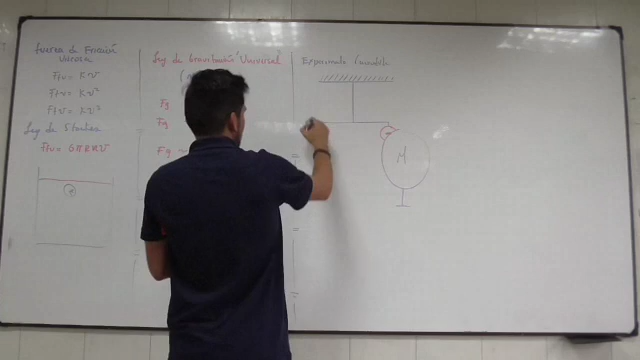 Fuerza de Fricción
Viscosa
Ffv = KV
Ffv = KV²
Ffv = KV³
Ley de Stokes
Ffv = 6πRηV
Ley de Gravitación Universal
Fg
Fg
Fg ~
Experimento Cavendish
M